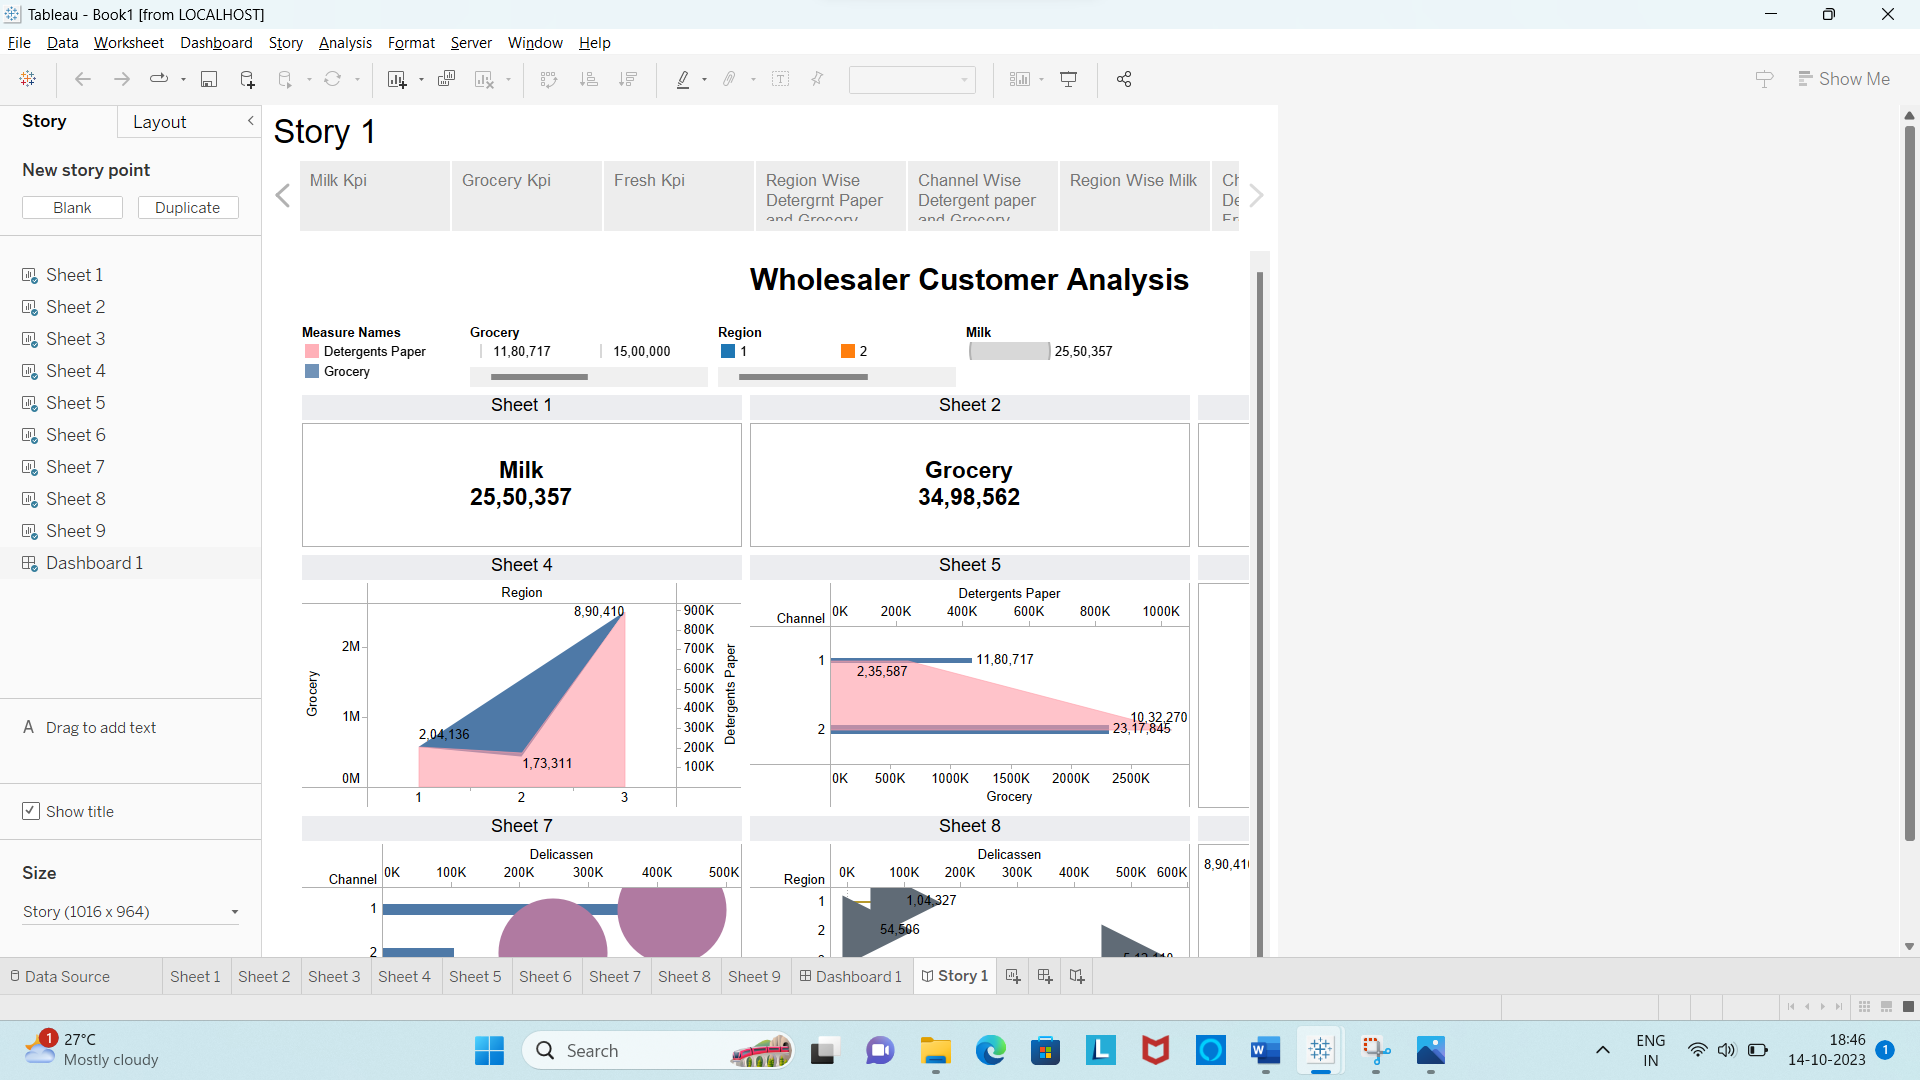 Tableau - Book1 [from LOCALHOST]
File Data Worksheet Dashboard Story Analysis Format Server Window Help
Show Me
Story Layout
New story point
Blank Duplicate
Sheet 1
Sheet 2
Sheet 3
Sheet 4
Sheet 5
Sheet 6
Sheet 7
Sheet 8
Sheet 9
Dashboard 1
A Drag to add text
Show title
Size
Story (1016 x 964)
Story 1
Milk Kpi
Grocery Kpi
Fresh Kpi
Region Wise
Detergrnt Paper
and Grocery
Channel Wise
Detergent paper
and Grocery
Region Wise Milk
Ch
De
Wholesaler Customer Analysis
Measure Names
Detergents Paper
Grocery
Grocery
11,80,717 15,00,000
Region
1 2
Milk
25,50,357
Sheet 1
Milk
25,50,357
Sheet 2
Grocery
34,98,562
Sheet 4
Region
8,90,410
2,04,136
1,73,311
Grocery
2M
1M
0M
1 2 3
900K
800K
700K
600K
500K
400K
300K
200K
100K
Detergents Paper
Sheet 5
Detergents Paper
Channel
0K 200K 400K 600K 800K 1000K
1
11,80,717
2,35,587
10,32,270
2
23,17,845
0K 500K 1000K 1500K 2000K 2500K
Grocery
Sheet 7
Delicassen
Channel
0K 100K 200K 300K 400K 500K
1
2
Sheet 8
Delicassen
Region
0K 100K 200K 300K 400K 500K 600K
1
1,04,327
2
54,506
8,90,410
Data Source Sheet 1 Sheet 2 Sheet 3 Sheet 4 Sheet 5 Sheet 6 Sheet 7 Sheet 8 Sheet 9 Dashboard 1 Story 1
1
27°C
Mostly cloudy
Search
ENG
IN
18:46
14-10-2023
1